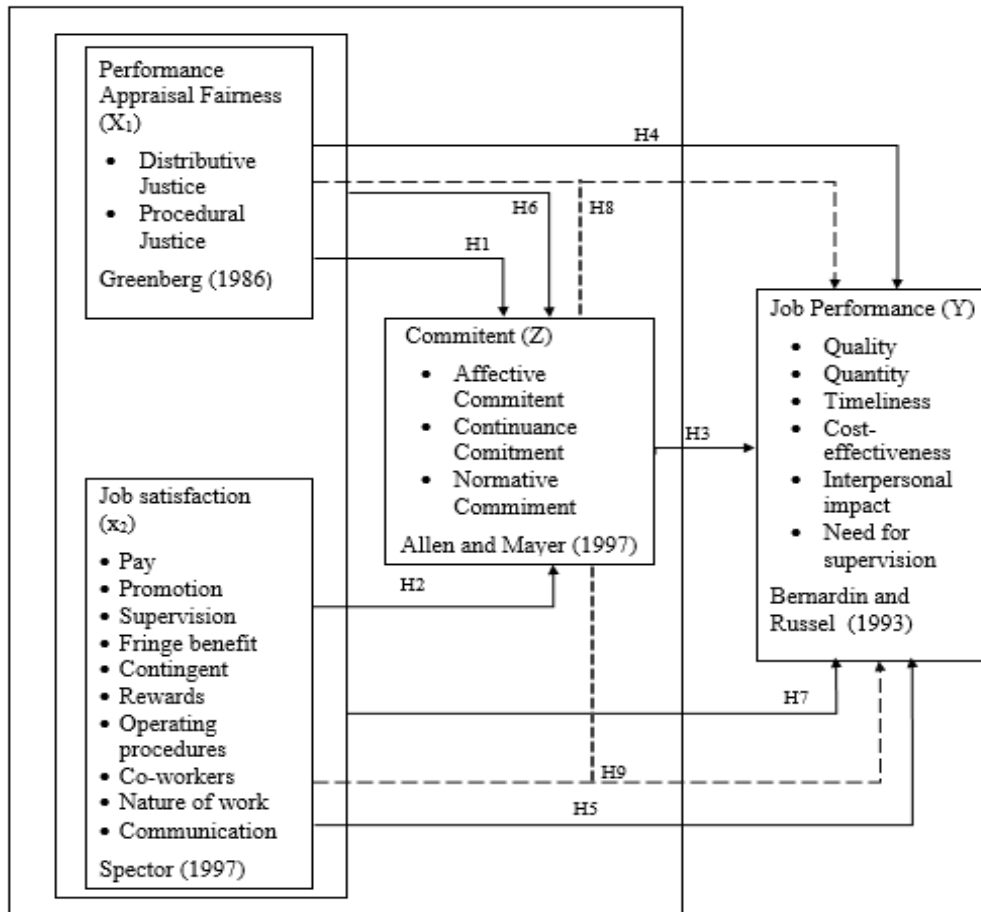 Performance
Appraisal Fairness
(X₁)
• Distributive
Justice
• Procedural
Justice
Greenberg (1986)
H4
H6
H8
H1
Commitent (Z)
• Affective
Commitent
• Continuance
Comitment
• Normative
Commiment
Allen and Mayer (1997)
H3
Job Performance (Y)
• Quality
• Quantity
• Timeliness
• Cost-
effectiveness
• Interpersonal
impact
• Need for
supervision
Bernardin and
Russel (1993)
Job satisfaction
(x₂)
• Pay
• Promotion
• Supervision
• Fringe benefit
• Contingent
• Rewards
• Operating
procedures
• Co-workers
• Nature of work
• Communication
Spector (1997)
H2
H7
H9
H5